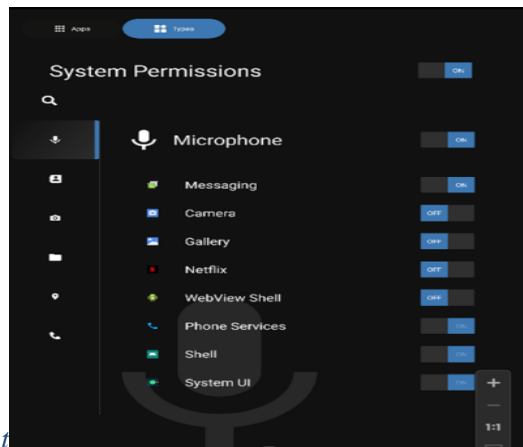 Apps Types
System Permissions ON
Microphone ON
Messaging ON
Camera OFF
Gallery OFF
Netflix OFF
WebView Shell OFF
Phone Services ON
Shell ON
System UI ON
1:1
t